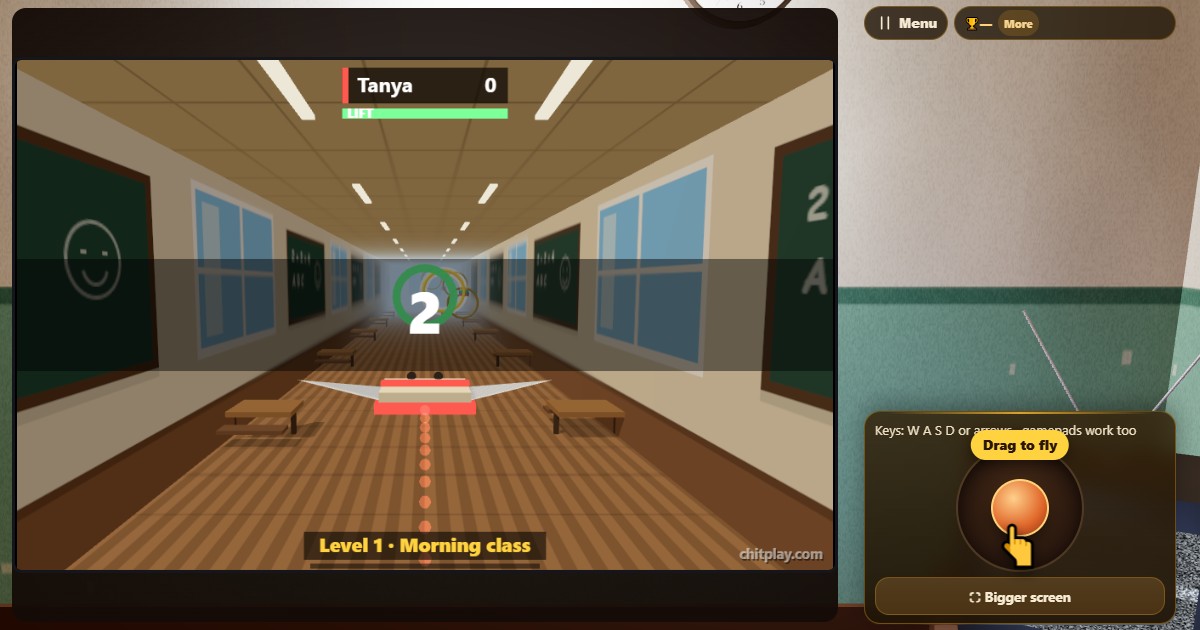 Menu
— More
Tanya 0
LIFT
2
A
2
Level 1 · Morning class
chitplay.com
Keys: W A S D or arrows · gamepads work too
Drag to fly
Bigger screen